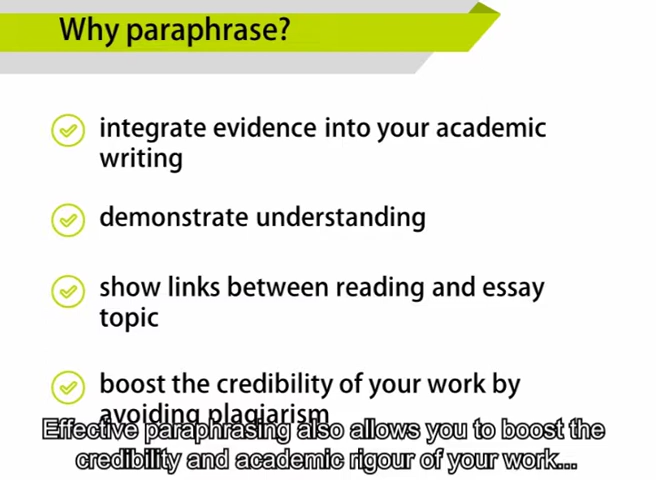 Why paraphrase?
integrate evidence into your academic
writing
demonstrate understanding
show links between reading and essay
topic
boost the credibility of your work by
avoiding plagiarism
Effective paraphrasing also allows you to boost the
credibility and academic rigour of your work...